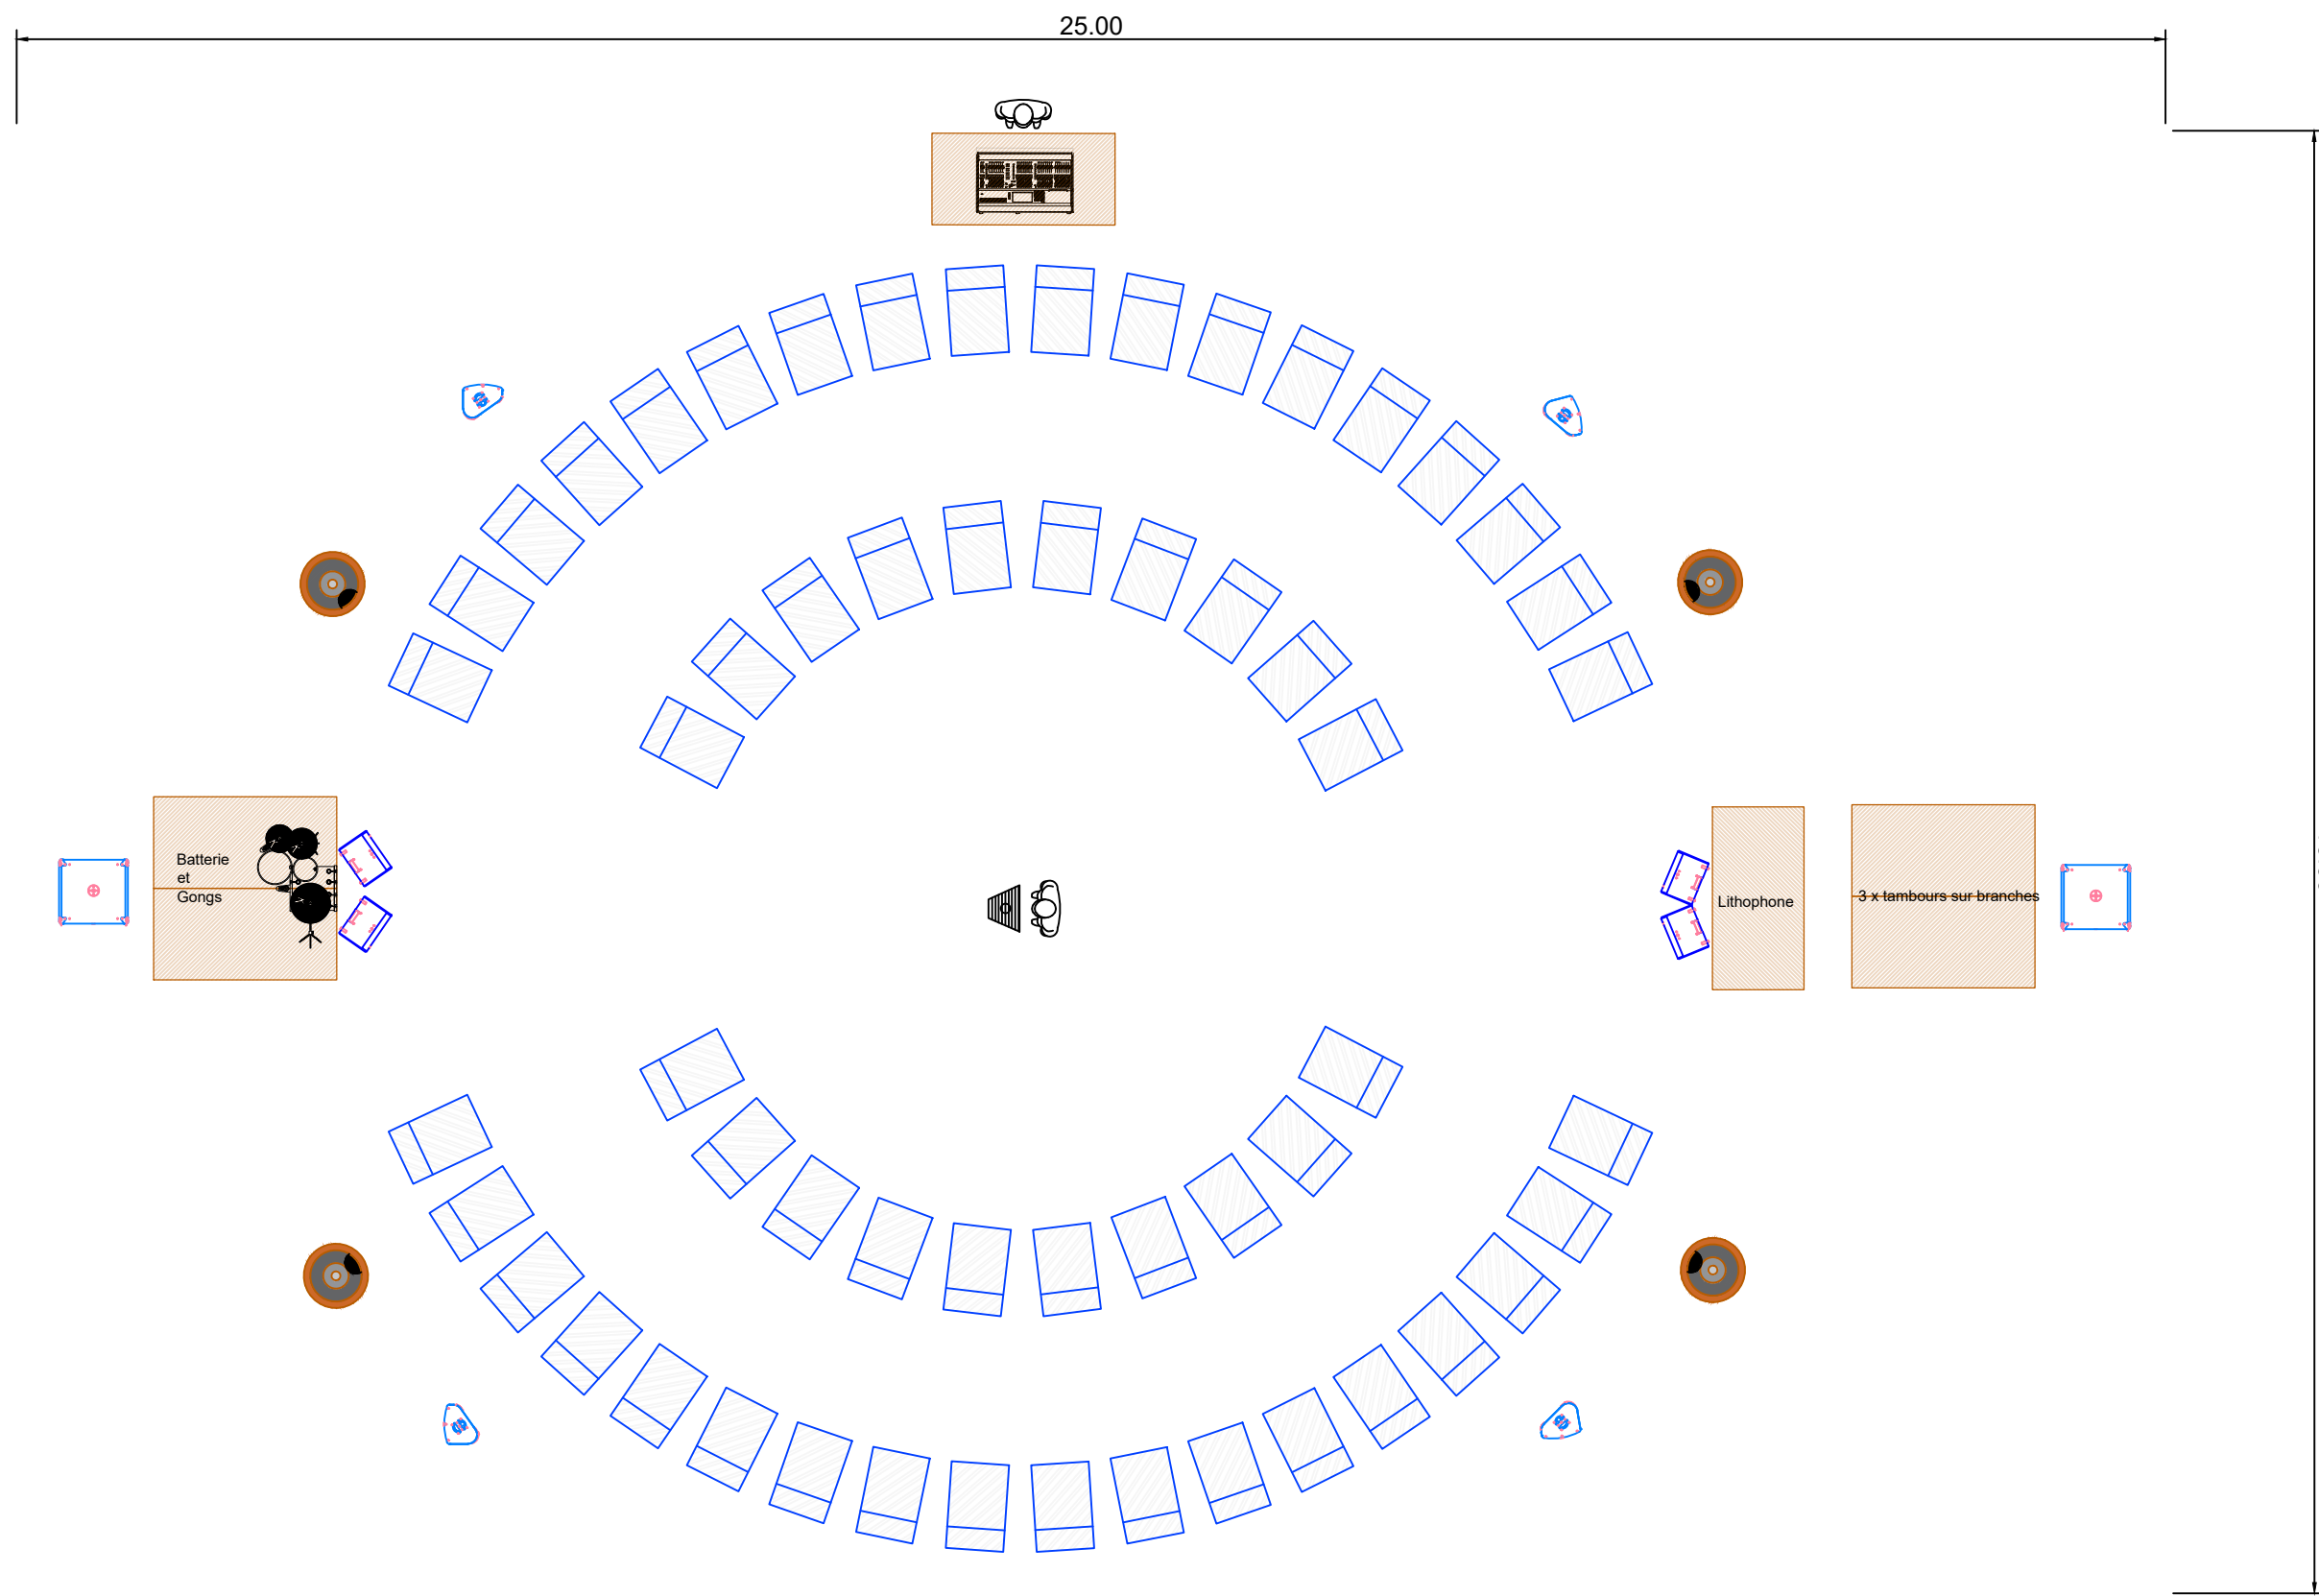 25.00
Batterie
et
Gongs
Lithophone
3 x tambours sur branches